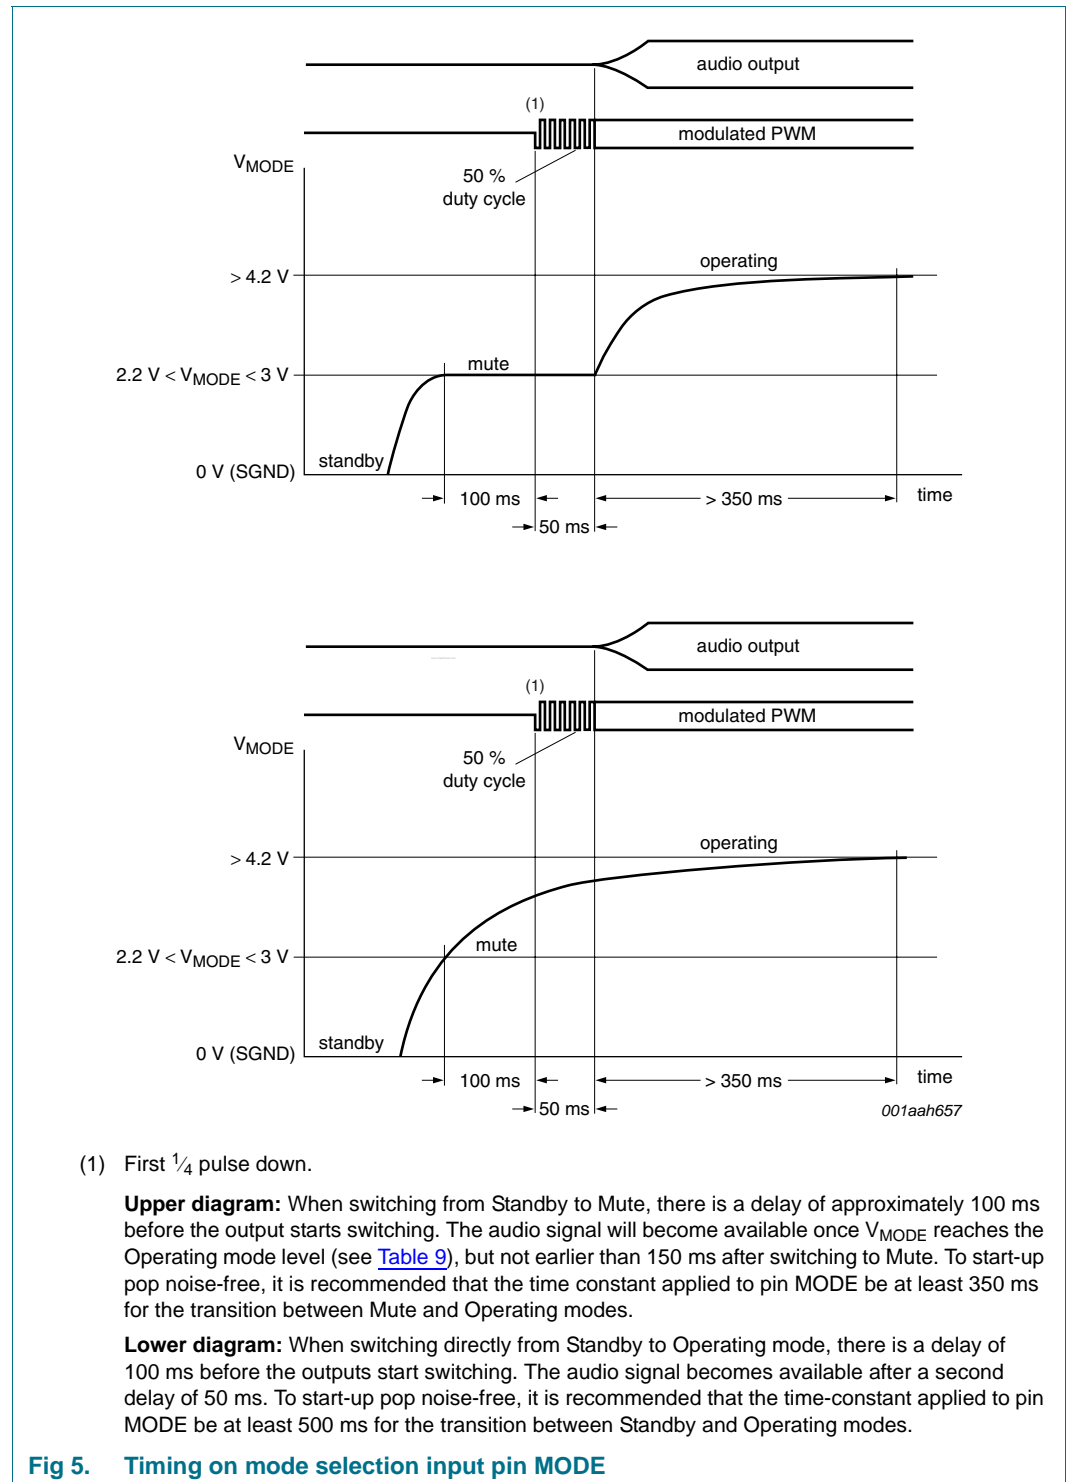 audio output
(1)
modulated PWM
VMODE
50 %
duty cycle
> 4.2 V
operating
mute
2.2 V < VMODE < 3 V
standby
0 V (SGND)
100 ms
> 350 ms
time
50 ms
audio output
(1)
modulated PWM
VMODE
50 %
duty cycle
operating
> 4.2 V
mute
2.2 V < VMODE < 3 V
standby
0 V (SGND)
100 ms
> 350 ms
time
50 ms
001aah657
(1) First 1⁄4 pulse down.
Upper diagram: When switching from Standby to Mute, there is a delay of approximately 100 ms
before the output starts switching. The audio signal will become available once VMODE reaches the
Operating mode level (see Table 9), but not earlier than 150 ms after switching to Mute. To start-up
pop noise-free, it is recommended that the time constant applied to pin MODE be at least 350 ms
for the transition between Mute and Operating modes.
Lower diagram: When switching directly from Standby to Operating mode, there is a delay of
100 ms before the outputs start switching. The audio signal becomes available after a second
delay of 50 ms. To start-up pop noise-free, it is recommended that the time-constant applied to pin
MODE be at least 500 ms for the transition between Standby and Operating modes.
Fig 5. Timing on mode selection input pin MODE